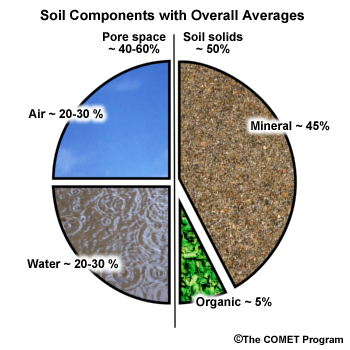 Soil Components with Overall Averages
Pore space
~ 40-60%
Soil solids
~ 50%
Air ~ 20-30 %
Mineral ~ 45%
Water ~ 20-30 %
Organic ~ 5%
©The COMET Program